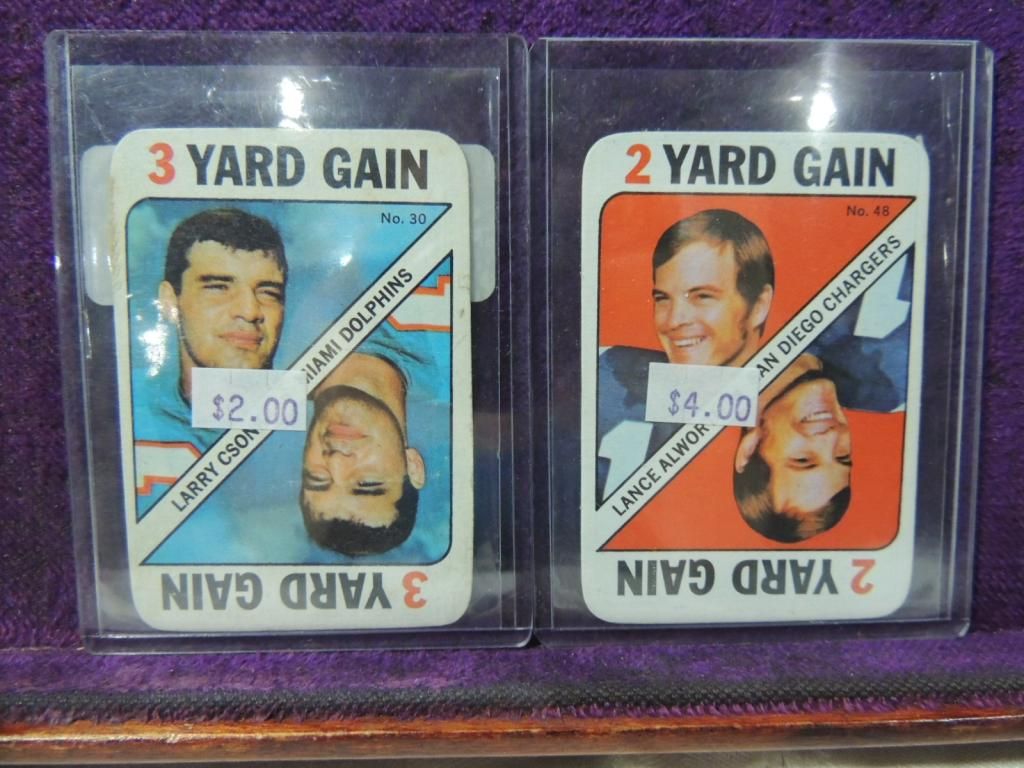 3 YARD GAIN
No. 30
LARRY CSON
MIAMI DOLPHINS
$2.00
3 YARD GAIN
2 YARD GAIN
No. 48
LANCE ALWOR
AN DIEGO CHARGERS
$4.00
2 YARD GAIN